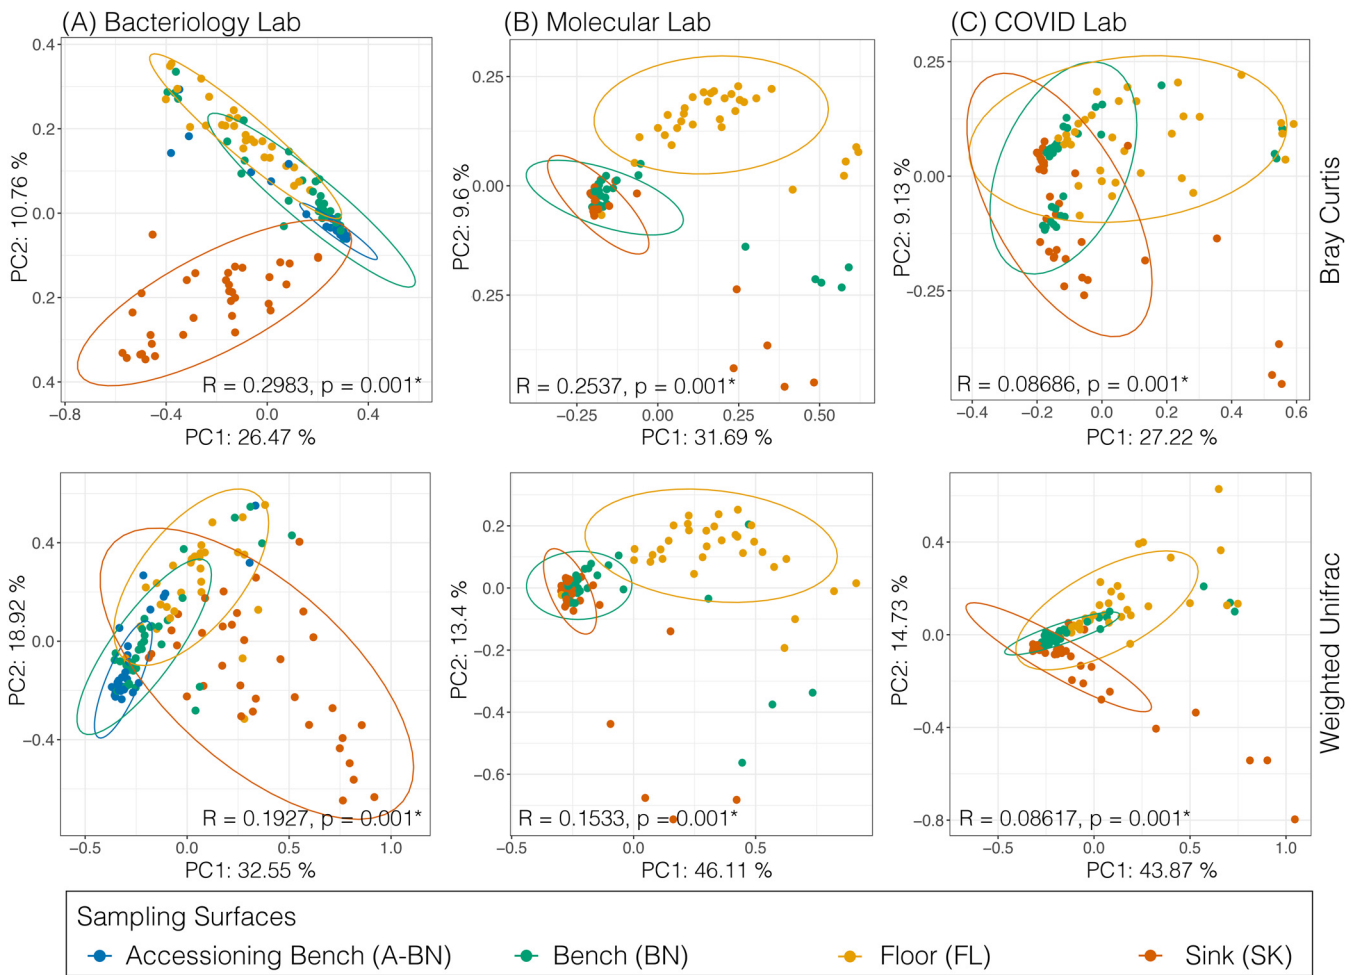 (A) Bacteriology Lab
(B) Molecular Lab
(C) COVID Lab
0.4
0.2
0.0
0.2
0.4
PC2: 10.76 %
R = 0.2983, p = 0.001*
−0.8
−0.4
0.0
0.4
PC1: 26.47 %
0.25
0.00
0.25
PC2: 9.6 %
R = 0.2537, p = 0.001*
−0.25
0.00
0.25
0.50
PC1: 31.69 %
0.25
0.00
−0.25
PC2: 9.13 %
R = 0.08686, p = 0.001*
−0.4
−0.2
0.0
0.2
0.4
0.6
PC1: 27.22 %
Bray Curtis
0.4
0.0
−0.4
PC2: 18.92 %
R = 0.1927, p = 0.001*
−0.5
0.0
0.5
1.0
PC1: 32.55 %
0.2
0.0
−0.2
−0.4
−0.6
PC2: 13.4 %
R = 0.1533, p = 0.001*
−0.5
0.0
0.5
PC1: 46.11 %
0.4
0.0
−0.4
−0.8
PC2: 14.73 %
R = 0.08617, p = 0.001*
−0.5
0.0
0.5
1.0
PC1: 43.87 %
Weighted Unifrac
Sampling Surfaces
Accessioning Bench (A-BN)
Bench (BN)
Floor (FL)
Sink (SK)